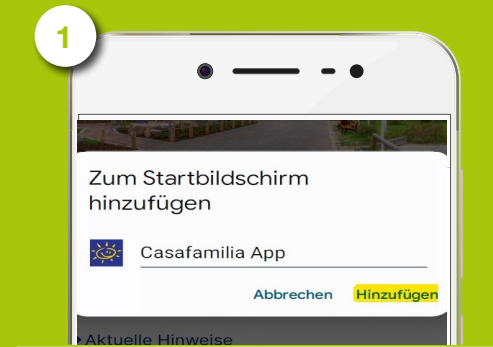 1
Zum Startbildschirm
hinzufügen
Casafamilia App
Abbrechen Hinzufügen
Aktuelle Hinweise